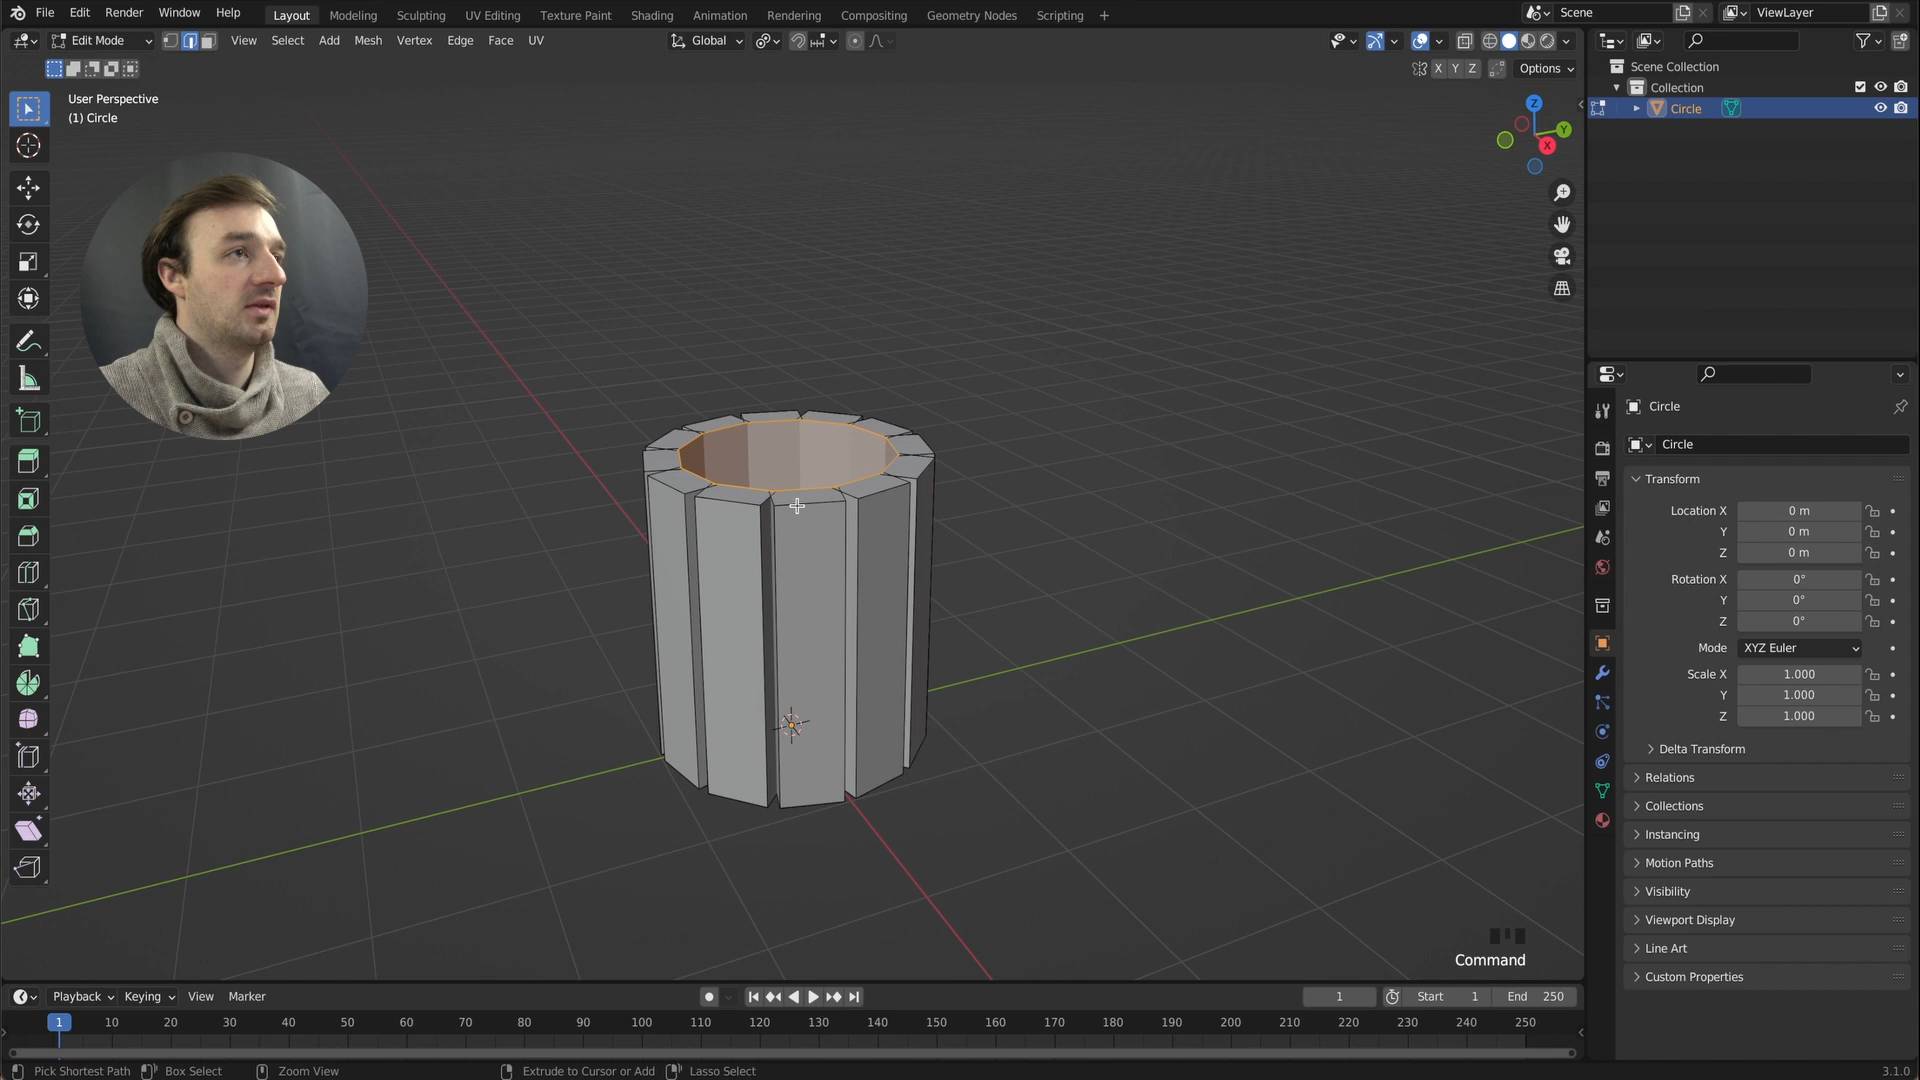 File Edit Render Window Help Layout Modeling Sculpting UV Editing Texture Paint Shading Animation Rendering Compositing Geometry Nodes Scripting + Scene ViewLayer
Edit Mode View Select Add Mesh Vertex Edge Face UV Global
X Y Z Options
User Perspective
(1) Circle
Z
Y
X
Command
Scene Collection
Collection
Circle
Circle
Circle
Transform
Location X 0 m
Y 0 m
Z 0 m
Rotation X 0°
Y 0°
Z 0°
Mode XYZ Euler
Scale X 1.000
Y 1.000
Z 1.000
Delta Transform
Relations
Collections
Instancing
Motion Paths
Visibility
Viewport Display
Line Art
Custom Properties
Playback Keying View Marker 1 Start 1 End 250
1 10 20 30 40 50 60 70 80 90 100 110 120 130 140 150 160 170 180 190 200 210 220 230 240 250
Pick Shortest Path Box Select Zoom View Extrude to Cursor or Add Lasso Select 3.1.0